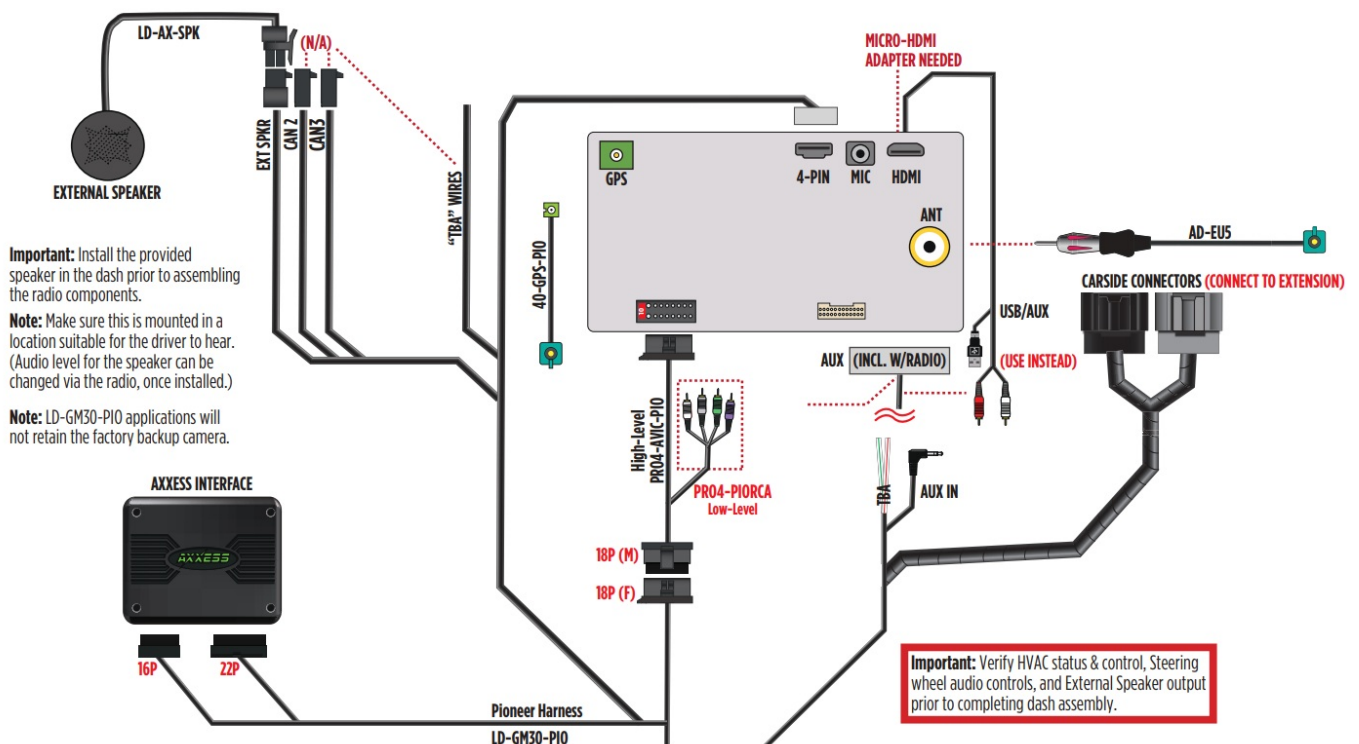 LD-AX-SPK
(N/A)
EXT SPKR
CAN 2
CAN3
"TBA" WIRES
EXTERNAL SPEAKER
MICRO-HDMI
ADAPTER NEEDED
GPS
4-PIN
MIC
HDMI
ANT
AD-EU5
40-GPS-PIO
10
Important: Install the provided
speaker in the dash prior to assembling
the radio components.
Note: Make sure this is mounted in a
location suitable for the driver to hear.
(Audio level for the speaker can be
changed via the radio, once installed.)
Note: LD-GM30-PIO applications will
not retain the factory backup camera.
CARSIDE CONNECTORS (CONNECT TO EXTENSION)
USB/AUX
AUX (INCL. W/RADIO)
(USE INSTEAD)
High-Level
PR04-AVIC-PIO
PR04-PIORCA
Low-Level
TBA
AUX IN
18P (M)
18P (F)
AXXESS INTERFACE
AXXESS
16P
22P
Pioneer Harness
LD-GM30-PIO
Important: Verify HVAC status & control, Steering
wheel audio controls, and External Speaker output
prior to completing dash assembly.